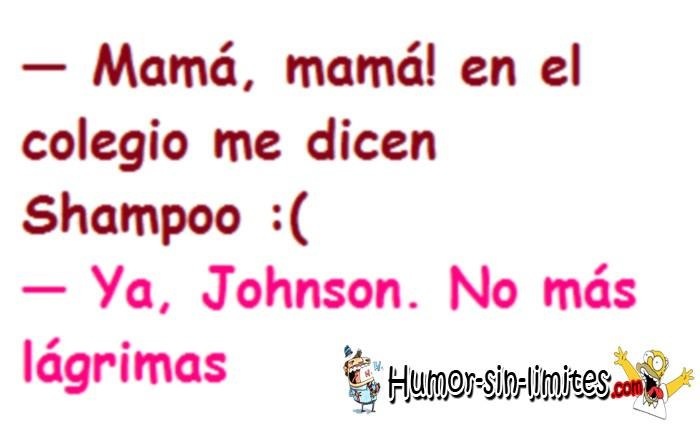 — Mamá, mamá! en el
colegio me dicen
Shampoo :(
— Ya, Johnson. No más
lágrimas
Humor-sin-limites.com